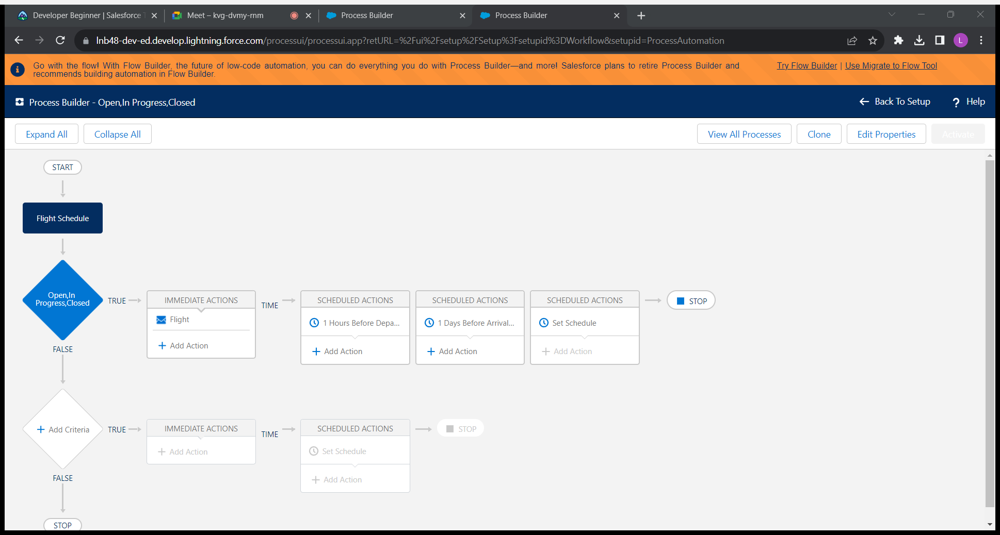 Developer Beginner | Salesforce T
Meet – kvg-dvmy-rnm
Process Builder
Process Builder
lnb48-dev-ed.develop.lightning.force.com/processui/processui.app?retURL=%2Fui%2Fsetup%2FSetup%3Fsetupid%3DWorkflow&setupid=ProcessAutomation
L
Go with the flow! With Flow Builder, the future of low-code automation, you can do everything you do with Process Builder—and more! Salesforce plans to retire Process Builder and
recommends building automation in Flow Builder.
Try Flow Builder | Use Migrate to Flow Tool
Process Builder - Open,In Progress,Closed
Back To Setup
? Help
Expand All
Collapse All
View All Processes
Clone
Edit Properties
Activate
START
Flight Schedule
Open,In
Progress,Closed
TRUE
IMMEDIATE ACTIONS
Flight
Add Action
TIME
SCHEDULED ACTIONS
1 Hours Before Depa...
Add Action
SCHEDULED ACTIONS
1 Days Before Arrival...
Add Action
SCHEDULED ACTIONS
Set Schedule
Add Action
STOP
FALSE
Add Criteria
TRUE
IMMEDIATE ACTIONS
Add Action
TIME
SCHEDULED ACTIONS
Set Schedule
Add Action
STOP
FALSE
STOP